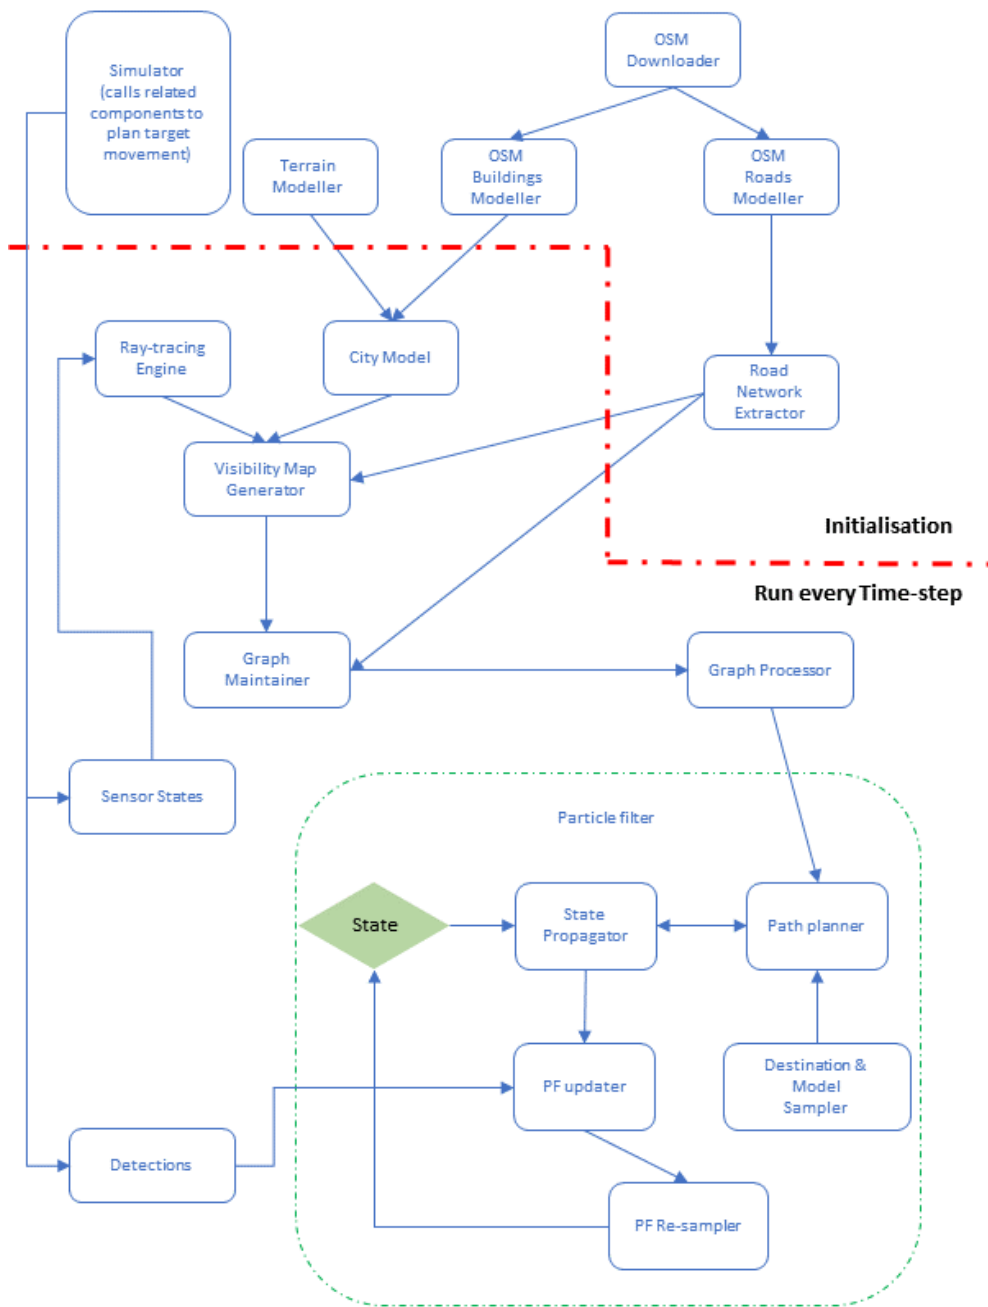 Simulator
(calls related
components to
plan target
movement)
OSM
Downloader
Terrain
Modeller
OSM
Buildings
Modeller
OSM
Roads
Modeller
Ray-tracing
Engine
City Model
Road
Network
Extractor
Visibility Map
Generator
Initialisation
Run every Time-step
Graph
Maintainer
Graph Processor
Sensor States
Particle filter
State
State
Propagator
Path planner
PF updater
Destination &
Model
Sampler
Detections
PF Re-sampler